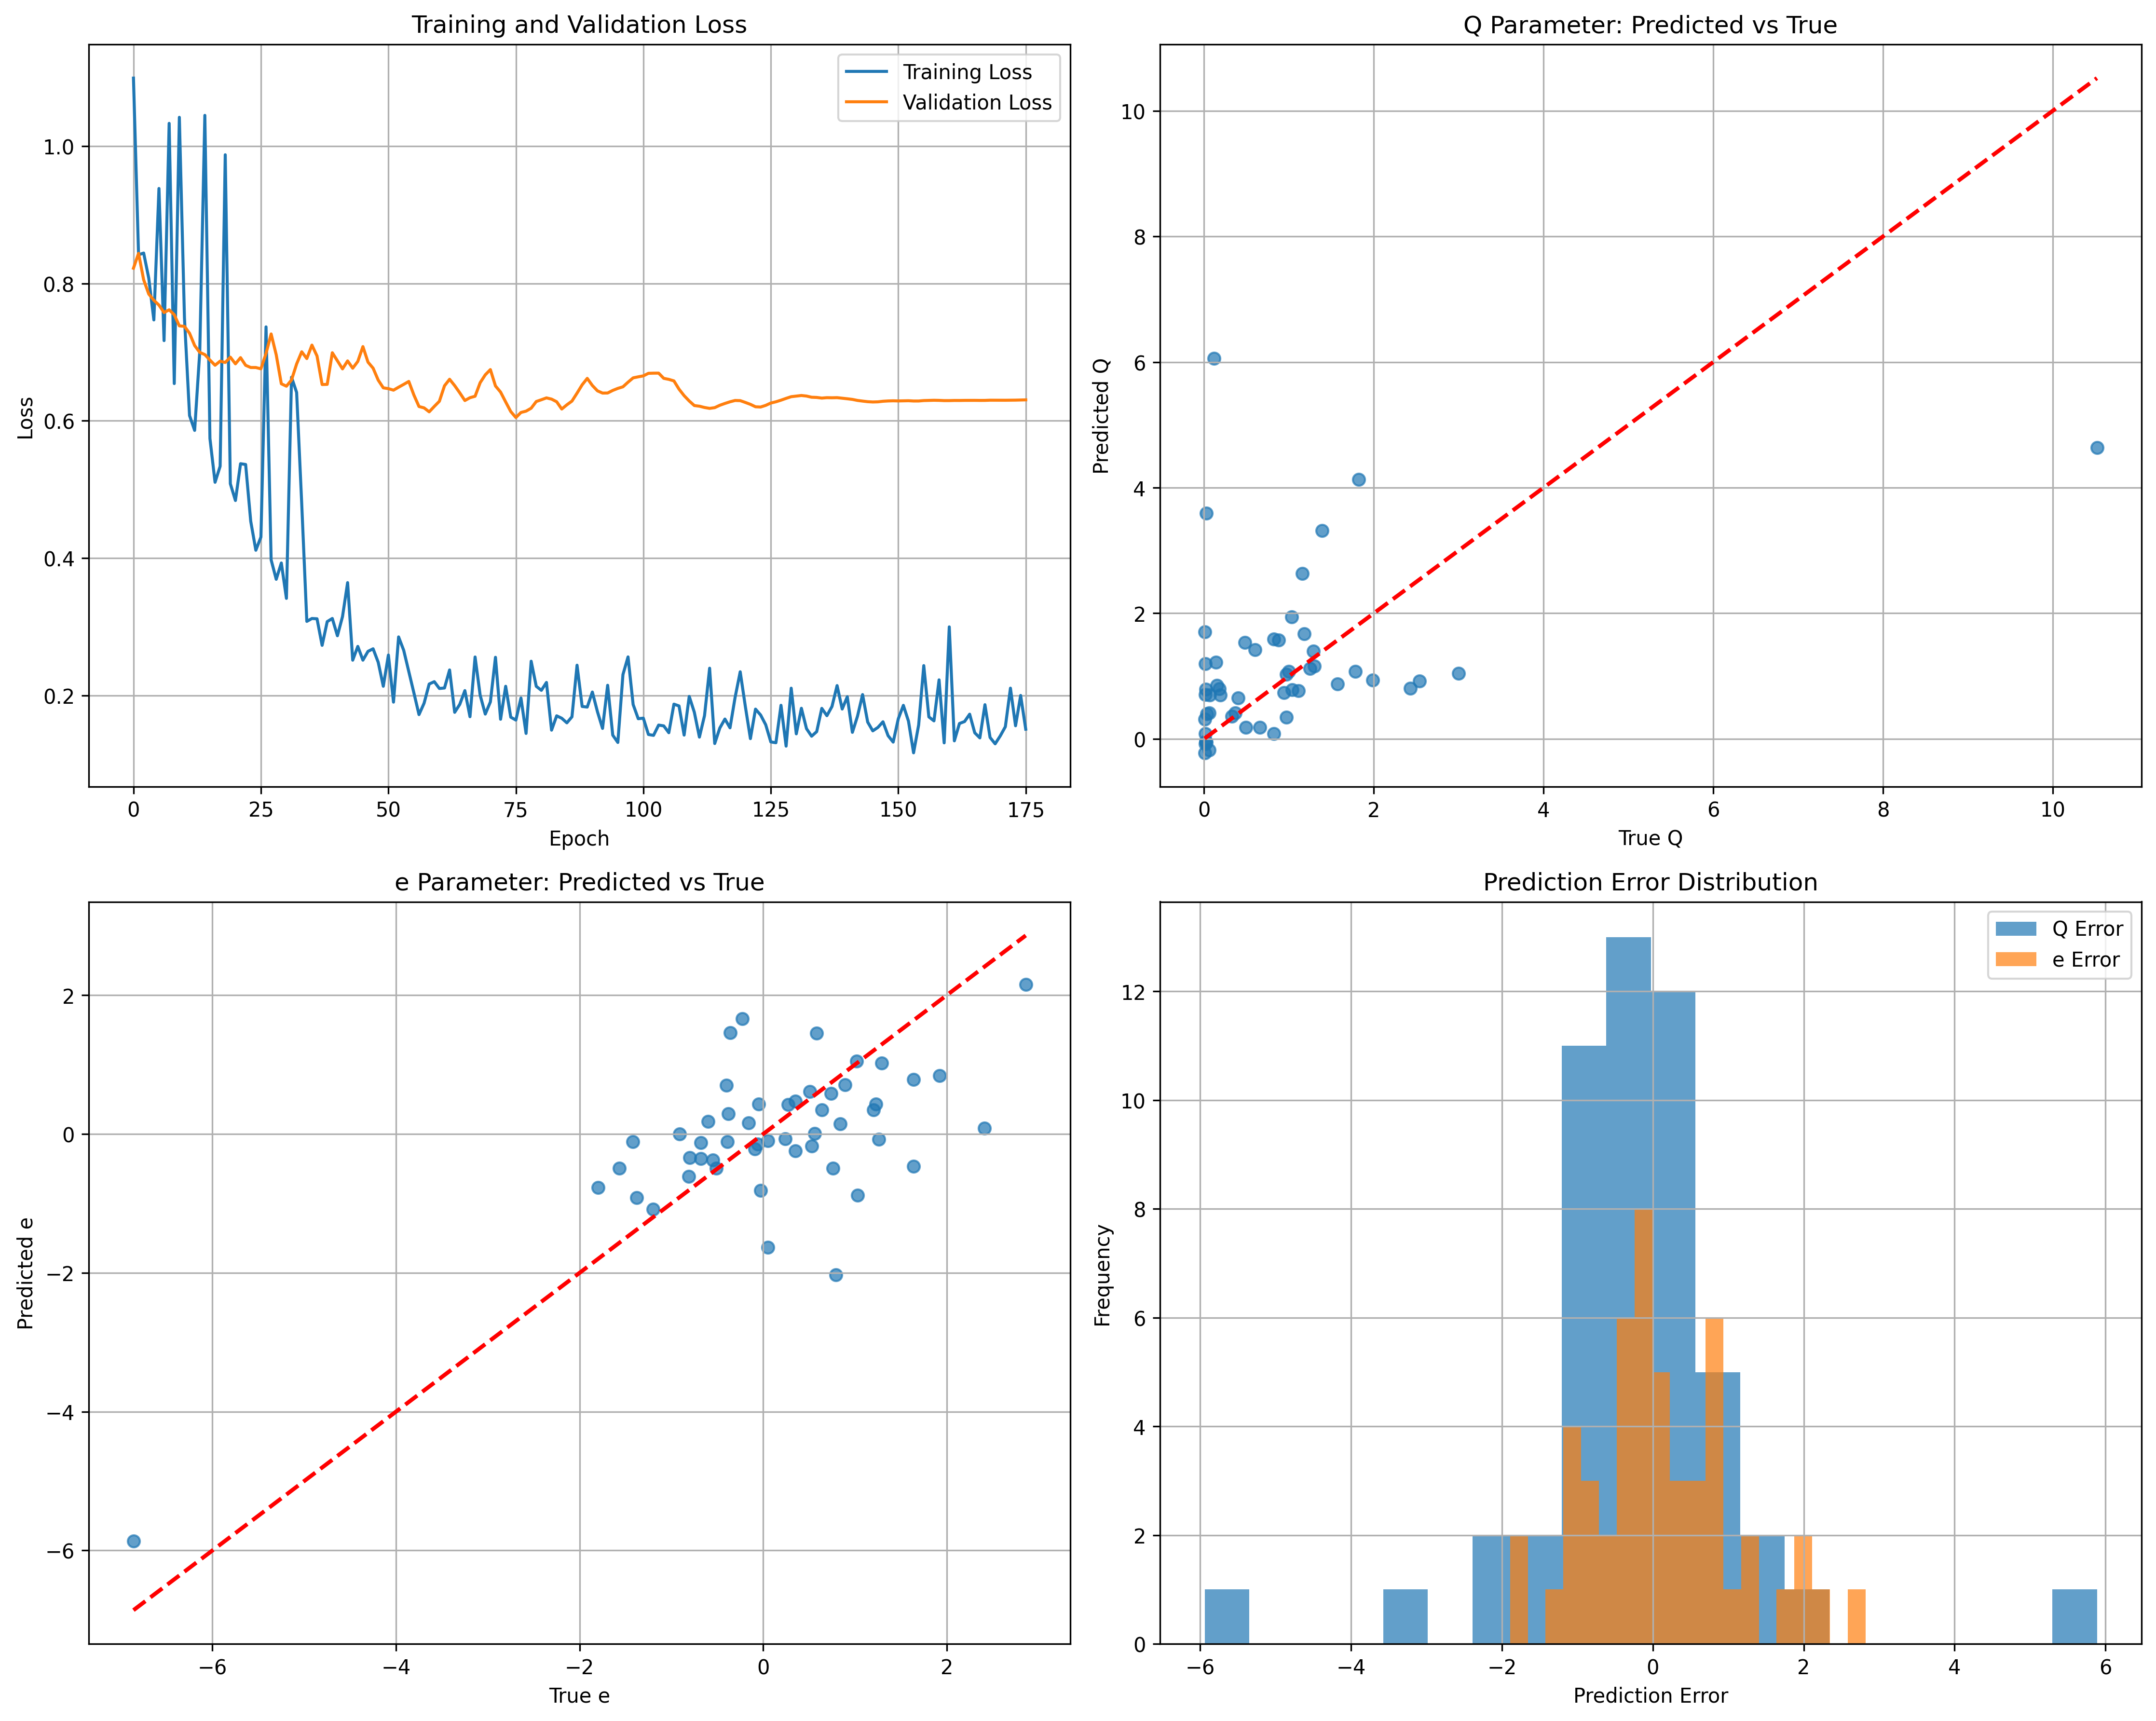 Training and Validation Loss
Training Loss
Validation Loss
1.0
0.8
0.6
0.4
0.2
Loss
0 25 50 75 100 125 150 175
Epoch
Q Parameter: Predicted vs True
10
8
6
4
2
0
Predicted Q
0 2 4 6 8 10
True Q
e Parameter: Predicted vs True
2
0
−2
−4
−6
Predicted e
−6 −4 −2 0 2
True e
Prediction Error Distribution
Q Error
e Error
12
10
8
6
4
2
0
Frequency
−6 −4 −2 0 2 4 6
Prediction Error